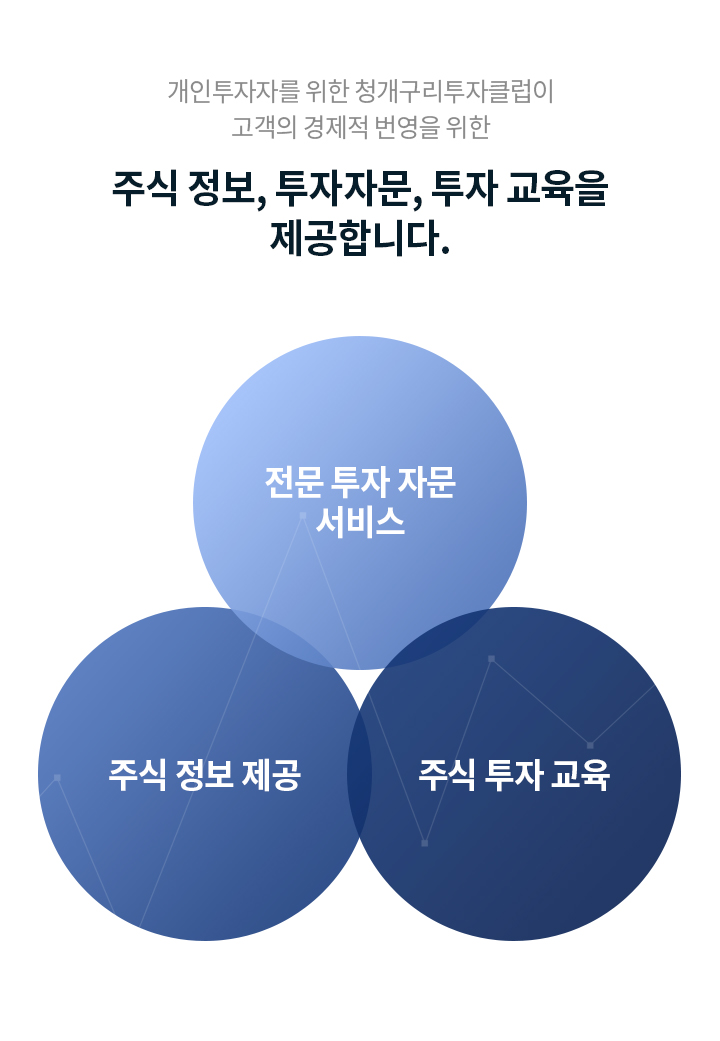 개인투자자를 위한 청개구리투자클럽이
고객의 경제적 번영을 위한
주식 정보, 투자자문, 투자 교육을
제공합니다.
전문 투자 자문
서비스
주식 정보 제공
주식 투자 교육